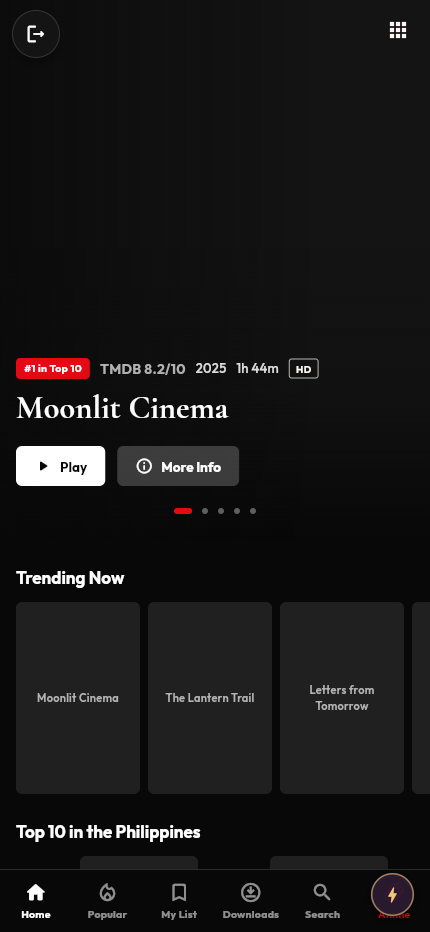 #1 in Top 10 TMDB 8.2/10 2025 1h 44m HD
Moonlit Cinema
Play More Info
Trending Now
Moonlit Cinema The Lantern Trail Letters from
Tomorrow
Top 10 in the Philippines
Home Popular My List Downloads Search Anime